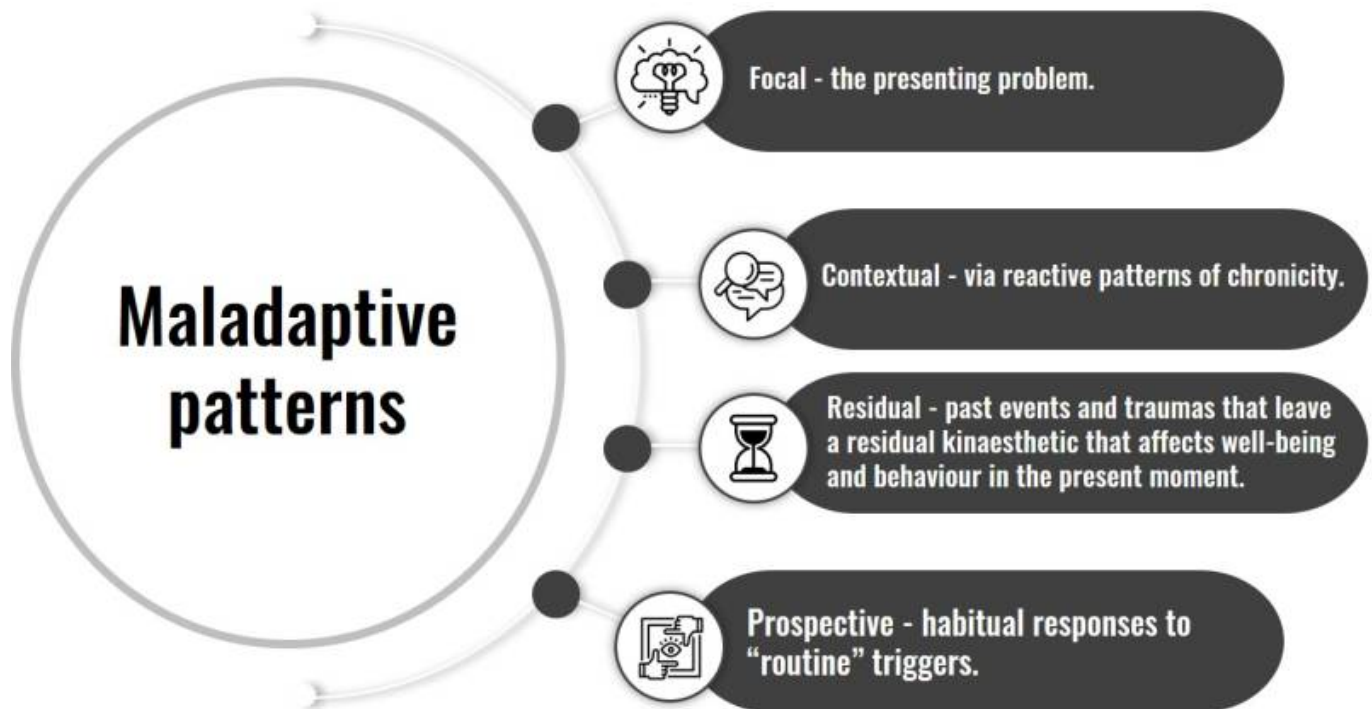 Maladaptive
patterns
Focal - the presenting problem.
Contextual - via reactive patterns of chronicity.
Residual - past events and traumas that leave
a residual kinaesthetic that affects well-being
and behaviour in the present moment.
Prospective - habitual responses to
“routine” triggers.